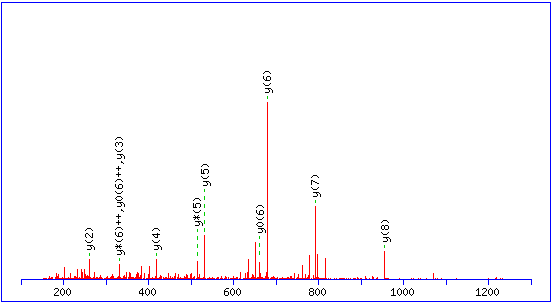 y(2)
y*(6)++,y0(6)++,y(3)
y(4)
y*(5)
y(5)
y0(6)
y(6)
y(7)
y(8)
200 400 600 800 1000 1200